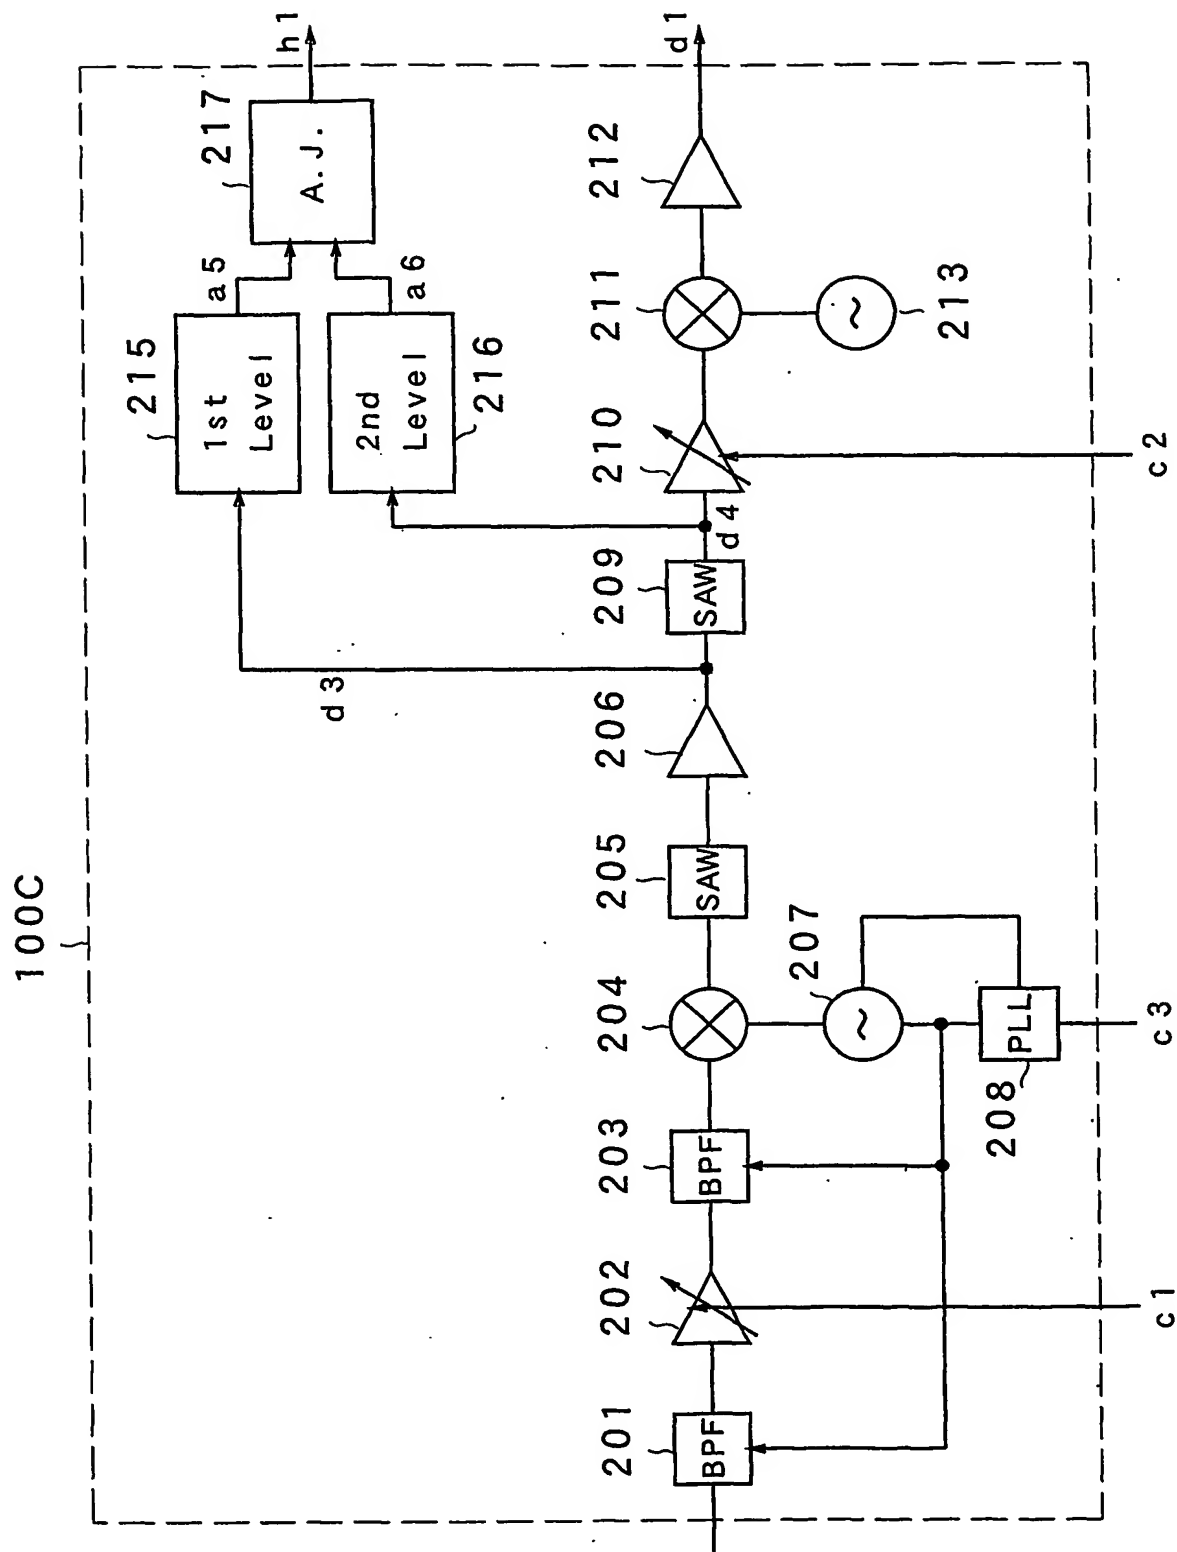 100C
h1
217
A.J.
a5
a6
215
1st
Level
2nd
Level
216
d3
d1
201
BPF
202
203
BPF
204
205
SAW
206
209
SAW
d4
210
211
212
213
~
207
~
208
PLL
c1
c3
c2